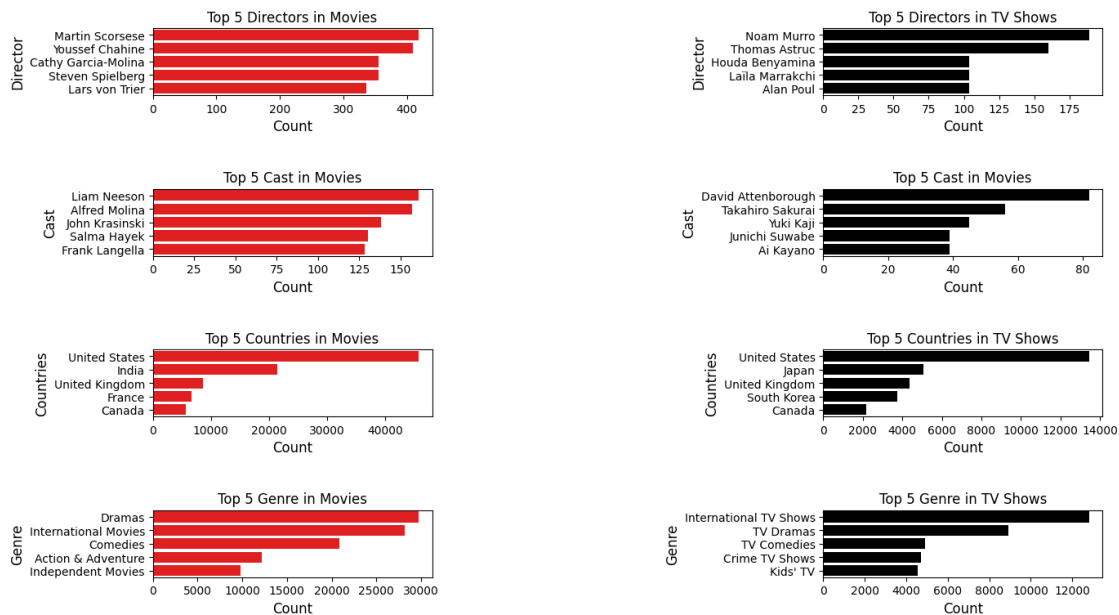 Top 5 Directors in Movies
Director
Martin Scorsese
Youssef Chahine
Cathy Garcia-Molina
Steven Spielberg
Lars von Trier
0 100 200 300 400
Count
Top 5 Directors in TV Shows
Director
Noam Murro
Thomas Astruc
Houda Benyamina
Laïla Marrakchi
Alan Poul
0 25 50 75 100 125 150 175
Count
Top 5 Cast in Movies
Cast
Liam Neeson
Alfred Molina
John Krasinski
Salma Hayek
Frank Langella
0 25 50 75 100 125 150
Count
Top 5 Cast in Movies
Cast
David Attenborough
Takahiro Sakurai
Yuki Kaji
Junichi Suwabe
Ai Kayano
0 20 40 60 80
Count
Top 5 Countries in Movies
Countries
United States
India
United Kingdom
France
Canada
0 10000 20000 30000 40000
Count
Top 5 Countries in TV Shows
Countries
United States
Japan
United Kingdom
South Korea
Canada
0 2000 4000 6000 8000 10000 12000 14000
Count
Top 5 Genre in Movies
Genre
Dramas
International Movies
Comedies
Action & Adventure
Independent Movies
0 5000 10000 15000 20000 25000 30000
Count
Top 5 Genre in TV Shows
Genre
International TV Shows
TV Dramas
TV Comedies
Crime TV Shows
Kids' TV
0 2000 4000 6000 8000 10000 12000
Count